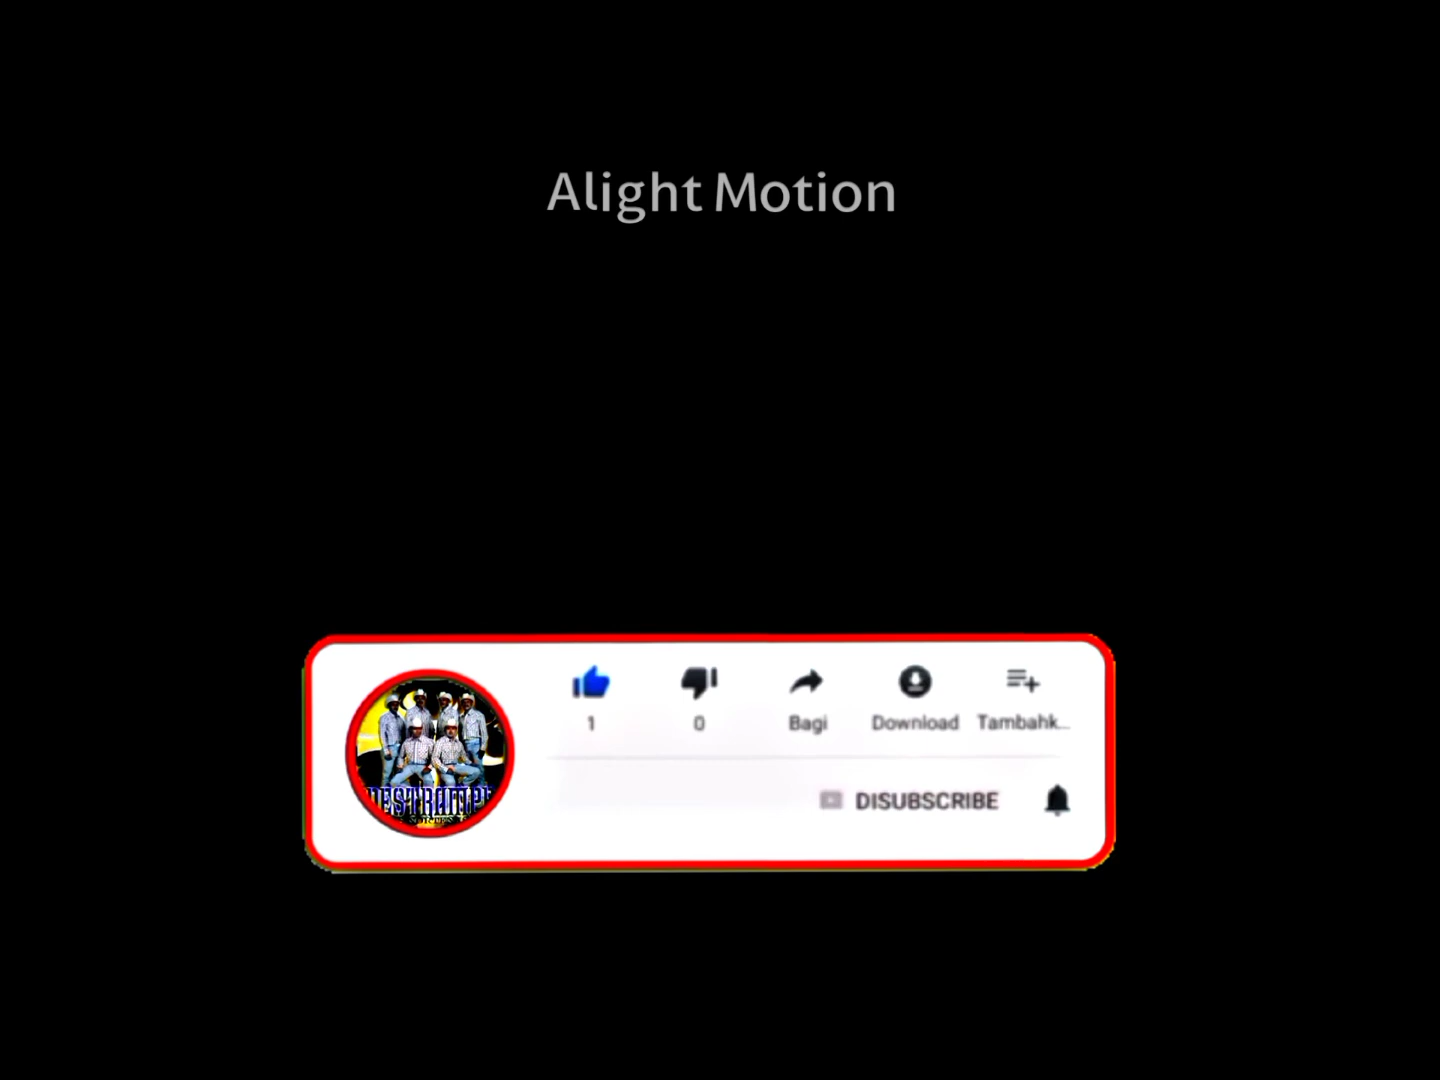 Alight Motion
1
0
Bagi
Download
Tambahk...
DISUBSCRIBE